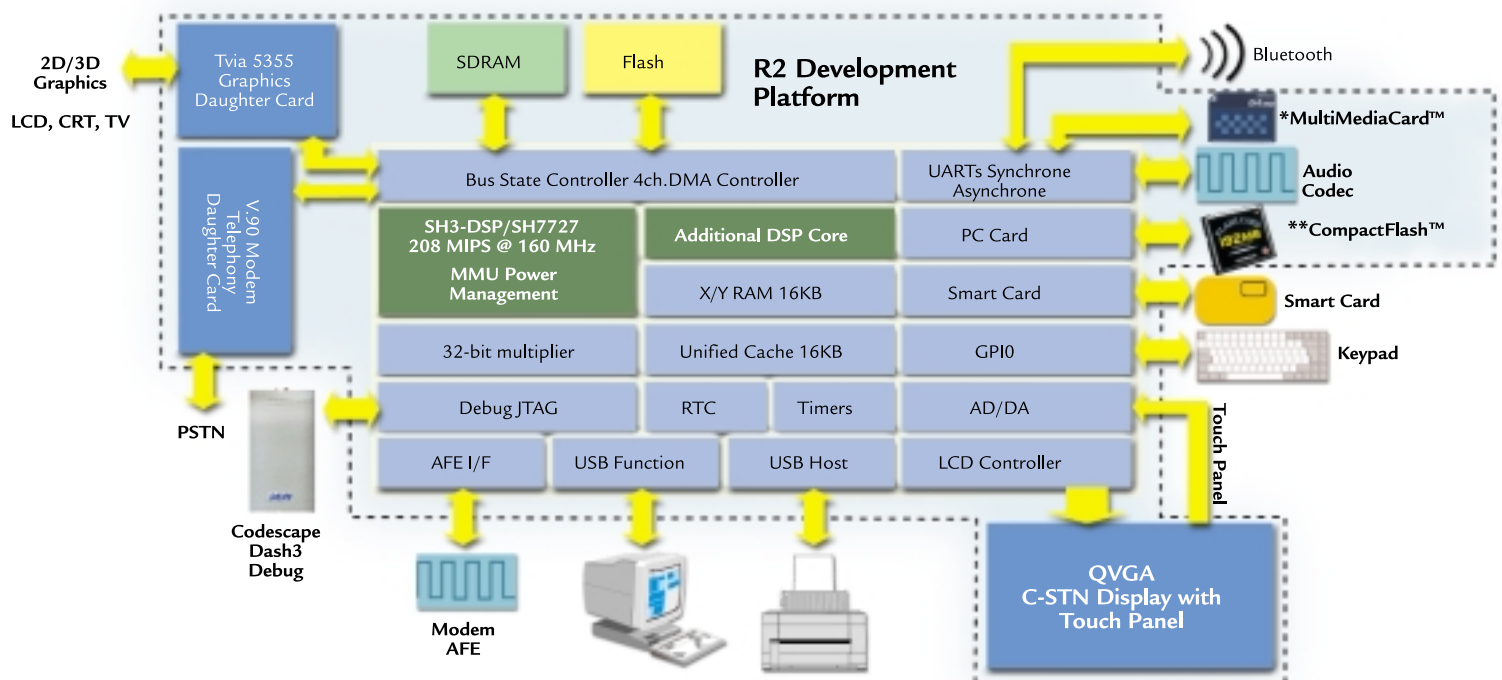 2D/3D
Graphics
LCD, CRT, TV
Tvia 5355
Graphics
Daughter Card
SDRAM
Flash
R2 Development
Platform
Bluetooth
*MultiMediaCard™
Audio
Codec
**CompactFlash™
Smart Card
Keypad
V.90 Modem
Telephony
Daughter Card
PSTN
Bus State Controller 4ch.DMA Controller
UARTs Synchrone
Asynchrone
SH3-DSP/SH7727
208 MIPS @ 160 MHz
MMU Power
Management
Additional DSP Core
PC Card
X/Y RAM 16KB
Smart Card
32-bit multiplier
Unified Cache 16KB
GPI0
Debug JTAG
RTC
Timers
AD/DA
AFE I/F
USB Function
USB Host
LCD Controller
Touch Panel
Codescape
Dash3
Debug
Modem
AFE
QVGA
C-STN Display with
Touch Panel